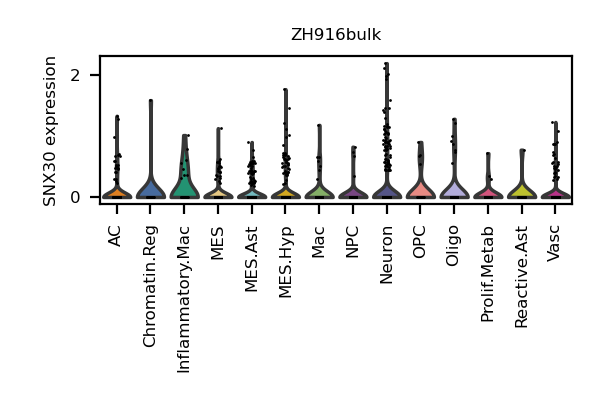 ZH916bulk
SNX30 expression
2
0
AC
Chromatin.Reg
Inflammatory.Mac
MES
MES.Ast
MES.Hyp
Mac
NPC
Neuron
OPC
Oligo
Prolif.Metab
Reactive.Ast
Vasc